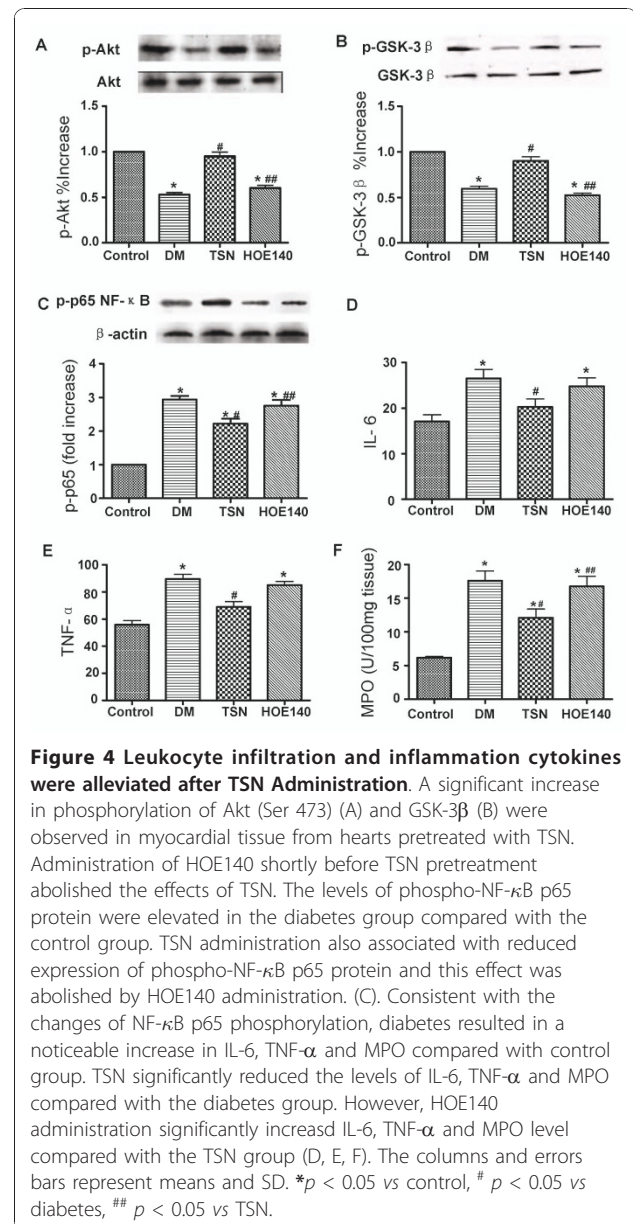 A
p-Akt
Akt
p-Akt %Increase
1.5
1.0
0.5
0.0
*
#
* ##
Control DM TSN HOE140
B
p-GSK-3 β
GSK-3 β
p-GSK-3 β %Increase
1.5
1.0
0.5
0.0
*
#
* ##
Control DM TSN HOE140
C
p-p65 NF- κ B
β -actin
p-p65 (fold increase)
4
3
2
1
0
*
* #
* ##
Control DM TSN HOE140
D
IL- 6
30
20
10
0
*
#
*
Control DM TSN HOE140
E
TNF- α
100
80
60
40
20
0
*
#
*
Control DM TSN HOE140
F
MPO (U/100mg tissue)
20
15
10
5
0
*
* #
* ##
Control DM TSN HOE140
Figure 4 Leukocyte infiltration and inflammation cytokines
were alleviated after TSN Administration. A significant increase
in phosphorylation of Akt (Ser 473) (A) and GSK-3β (B) were
observed in myocardial tissue from hearts pretreated with TSN.
Administration of HOE140 shortly before TSN pretreatment
abolished the effects of TSN. The levels of phospho-NF-κB p65
protein were elevated in the diabetes group compared with the
control group. TSN administration also associated with reduced
expression of phospho-NF-κB p65 protein and this effect was
abolished by HOE140 administration. (C). Consistent with the
changes of NF-κB p65 phosphorylation, diabetes resulted in a
noticeable increase in IL-6, TNF-α and MPO compared with control
group. TSN significantly reduced the levels of IL-6, TNF-α and MPO
compared with the diabetes group. However, HOE140
administration significantly increasd IL-6, TNF-α and MPO level
compared with the TSN group (D, E, F). The columns and errors
bars represent means and SD. *p < 0.05 vs control, # p < 0.05 vs
diabetes, ## p < 0.05 vs TSN.